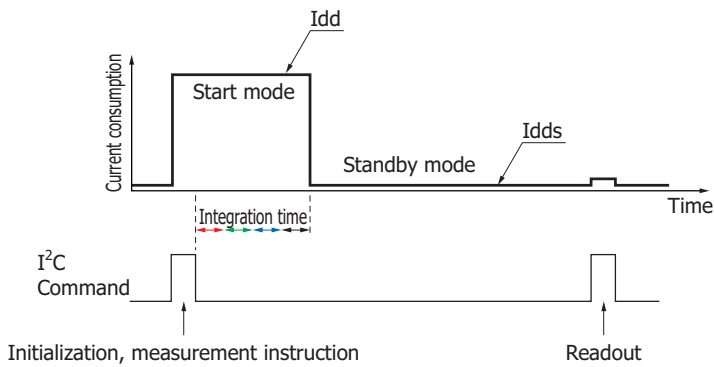 Idd
Current consumption
Start mode
Idds
Standby mode
Time
Integration time
I²C
Command
Initialization, measurement instruction
Readout